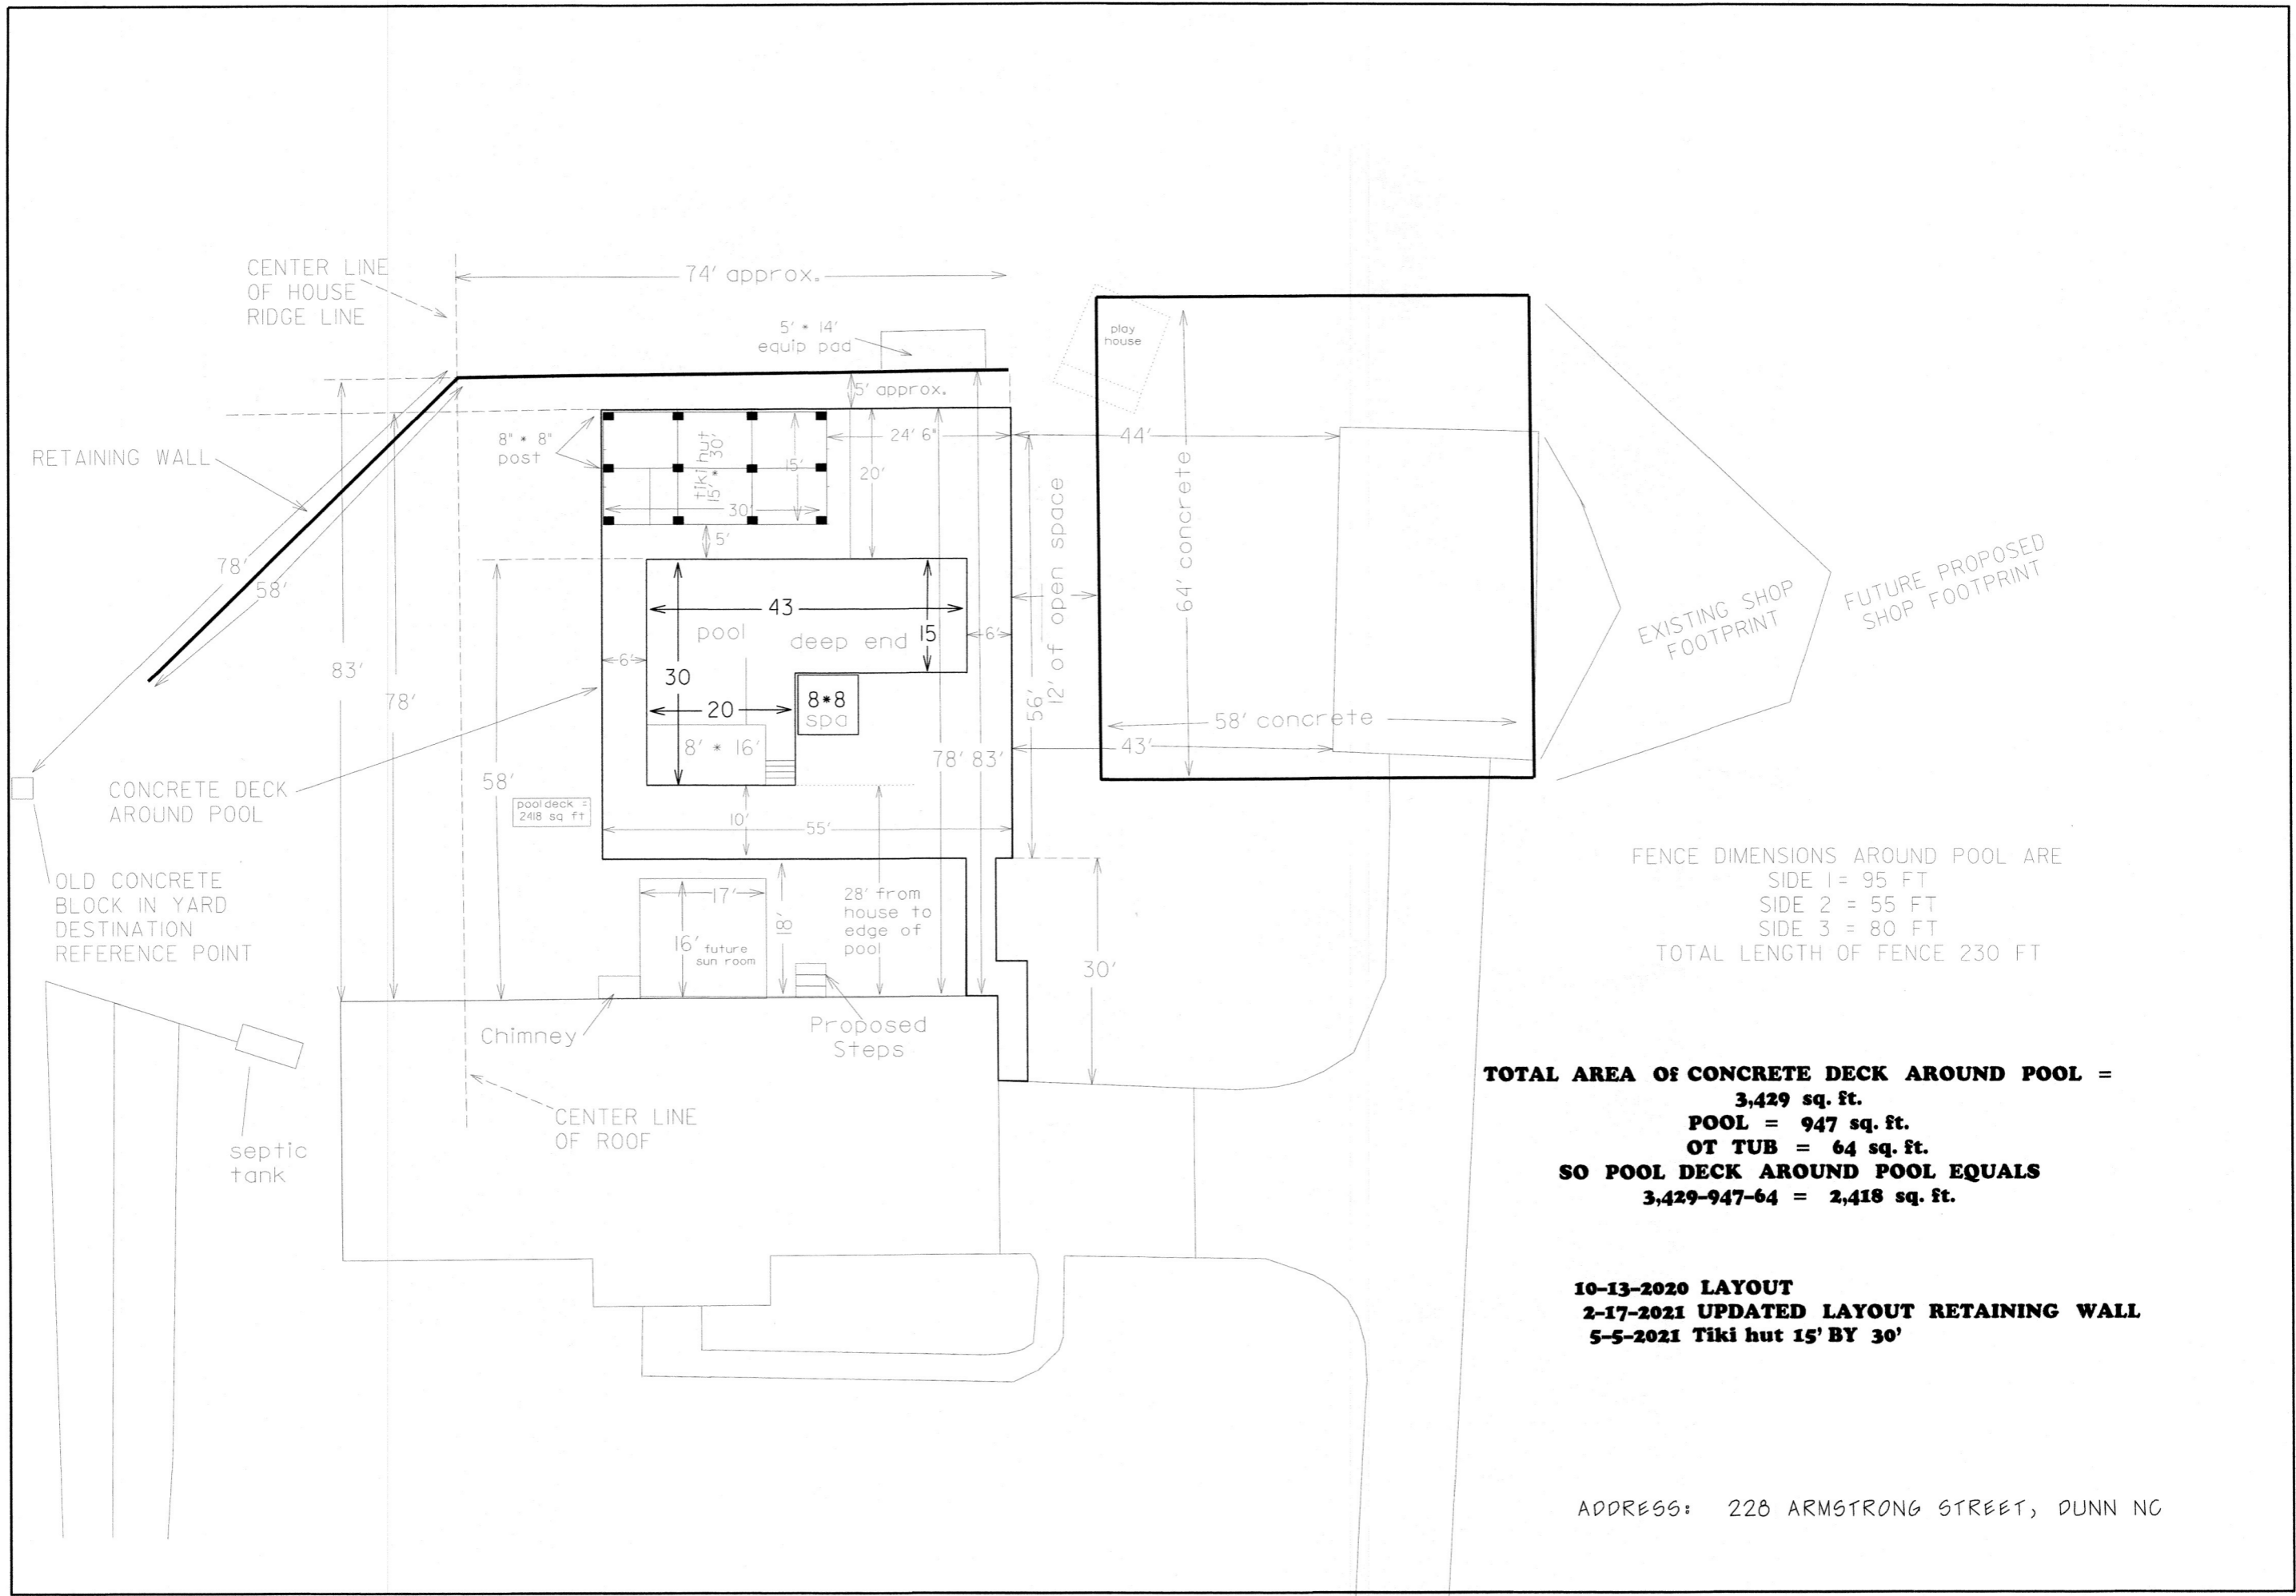 CENTER LINE
OF HOUSE
RIDGE LINE
74' approx.
5' * 14'
equip pad
play
house
5' approx.
8" * 8"
post
tiki hut
15' * 30'
15'
30'
24' 6"
20'
44'
RETAINING WALL
78'
58'
83'
78'
5'
64' concrete
12' of open space
56'
43
pool
deep end
15
6'
6'
30
20
8*8
spa
8' * 16'
58' concrete
43'
78'
83'
EXISTING SHOP
FOOTPRINT
FUTURE PROPOSED
SHOP FOOTPRINT
58'
CONCRETE DECK
AROUND POOL
pool deck =
2418 sq ft
10'
55'
OLD CONCRETE
BLOCK IN YARD
DESTINATION
REFERENCE POINT
17'
16' future
sun room
18'
28' from
house to
edge of
pool
30'
FENCE DIMENSIONS AROUND POOL ARE
SIDE 1= 95 FT
SIDE 2 = 55 FT
SIDE 3 = 80 FT
TOTAL LENGTH OF FENCE 230 FT
Chimney
Proposed
Steps
CENTER LINE
OF ROOF
septic
tank
TOTAL AREA Of CONCRETE DECK AROUND POOL =
3,429 sq. ft.
POOL = 947 sq. ft.
OT TUB = 64 sq. ft.
SO POOL DECK AROUND POOL EQUALS
3,429-947-64 = 2,418 sq. ft.
10-13-2020 LAYOUT
2-17-2021 UPDATED LAYOUT RETAINING WALL
5-5-2021 Tiki hut 15' BY 30'
ADDRESS: 228 ARMSTRONG STREET, DUNN NC